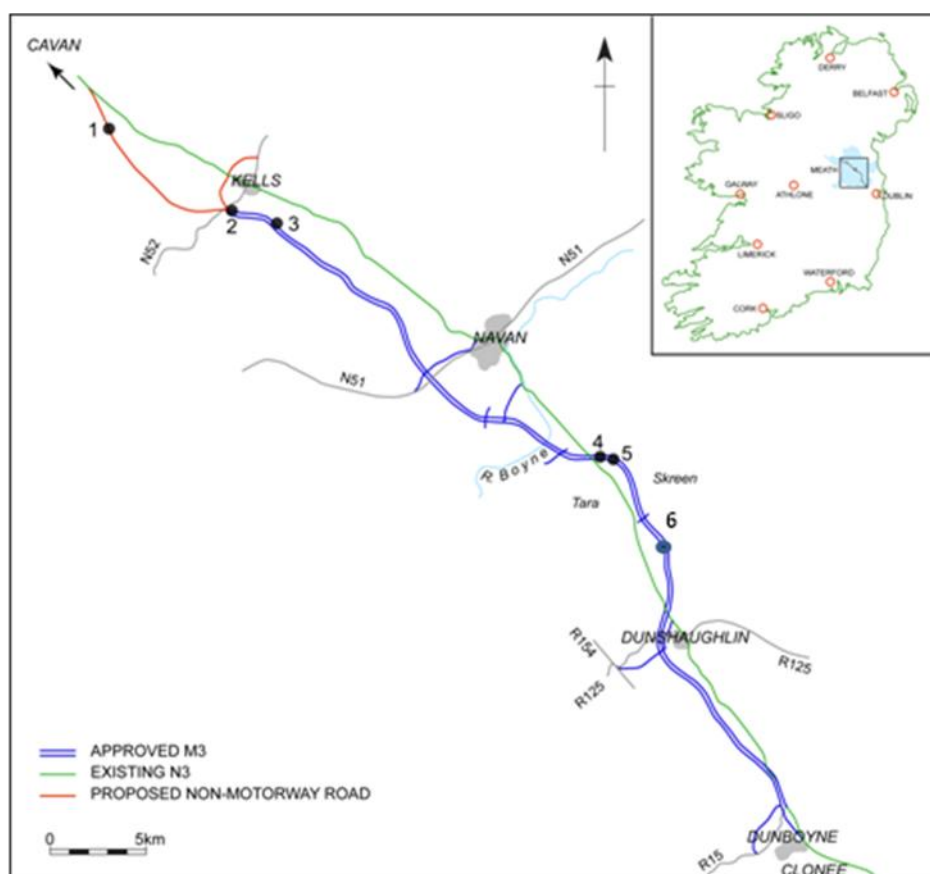 CAVAN
1
KELLS
2
3
N52
N51
NAVAN
N51
R Boyne
4
5
Skreen
Tara
6
DUNSHAUGHLIN
R154
R125
R125
DUNBOYNE
R15
CLONEE
APPROVED M3
EXISTING N3
PROPOSED NON-MOTORWAY ROAD
0
5km
DERRY
BELFAST
SLIGO
MEATH
GALWAY
ATHLONE
DUBLIN
LIMERICK
WATERFORD
CORK